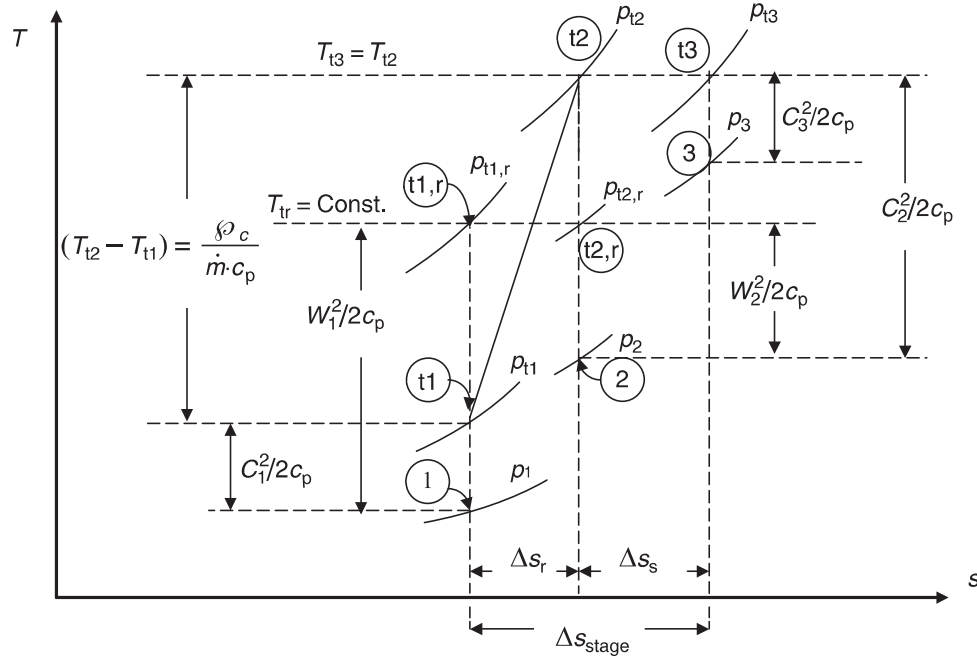 T
p_t2
p_t3
t2
t3
T_t3 = T_t2
C_3^2/2c_p
p_3
3
p_t1,r
t1,r
p_t2,r
T_tr = Const.
C_2^2/2c_p
(T_t2 − T_t1) = ℘_c / ṁ·c_p
t2,r
W_2^2/2c_p
W_1^2/2c_p
p_2
p_t1
t1
2
C_1^2/2c_p
1
p_1
Δs_r
Δs_s
s
Δs_stage